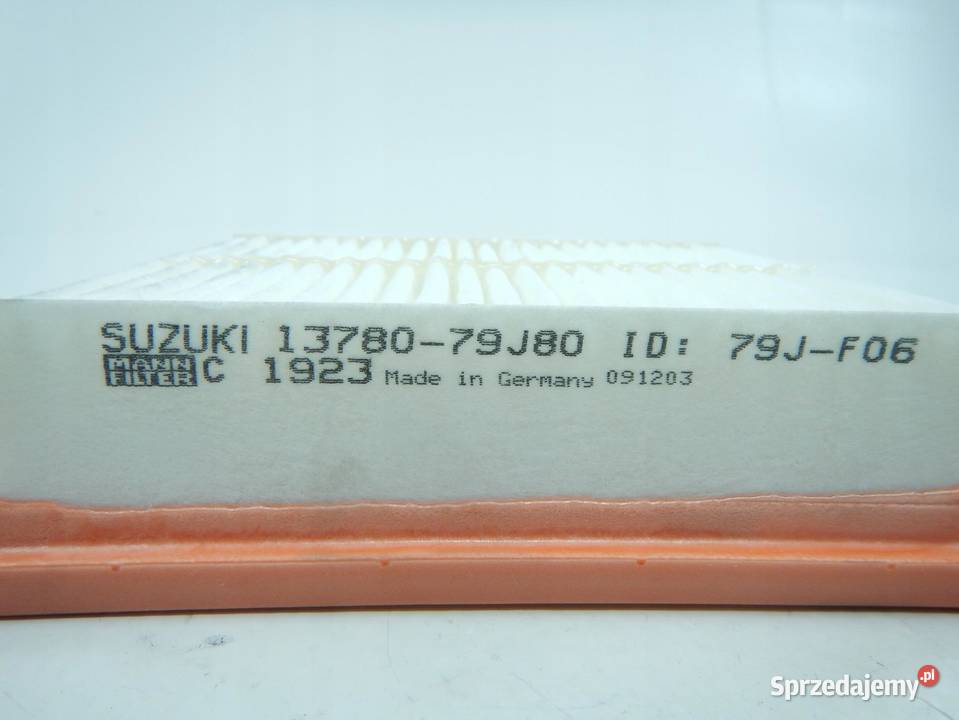 SUZUKI 13780-79J80 ID: 79J-F06
MANN FILTER C 1923 Made in Germany 091203
Sprzedajemy.pl